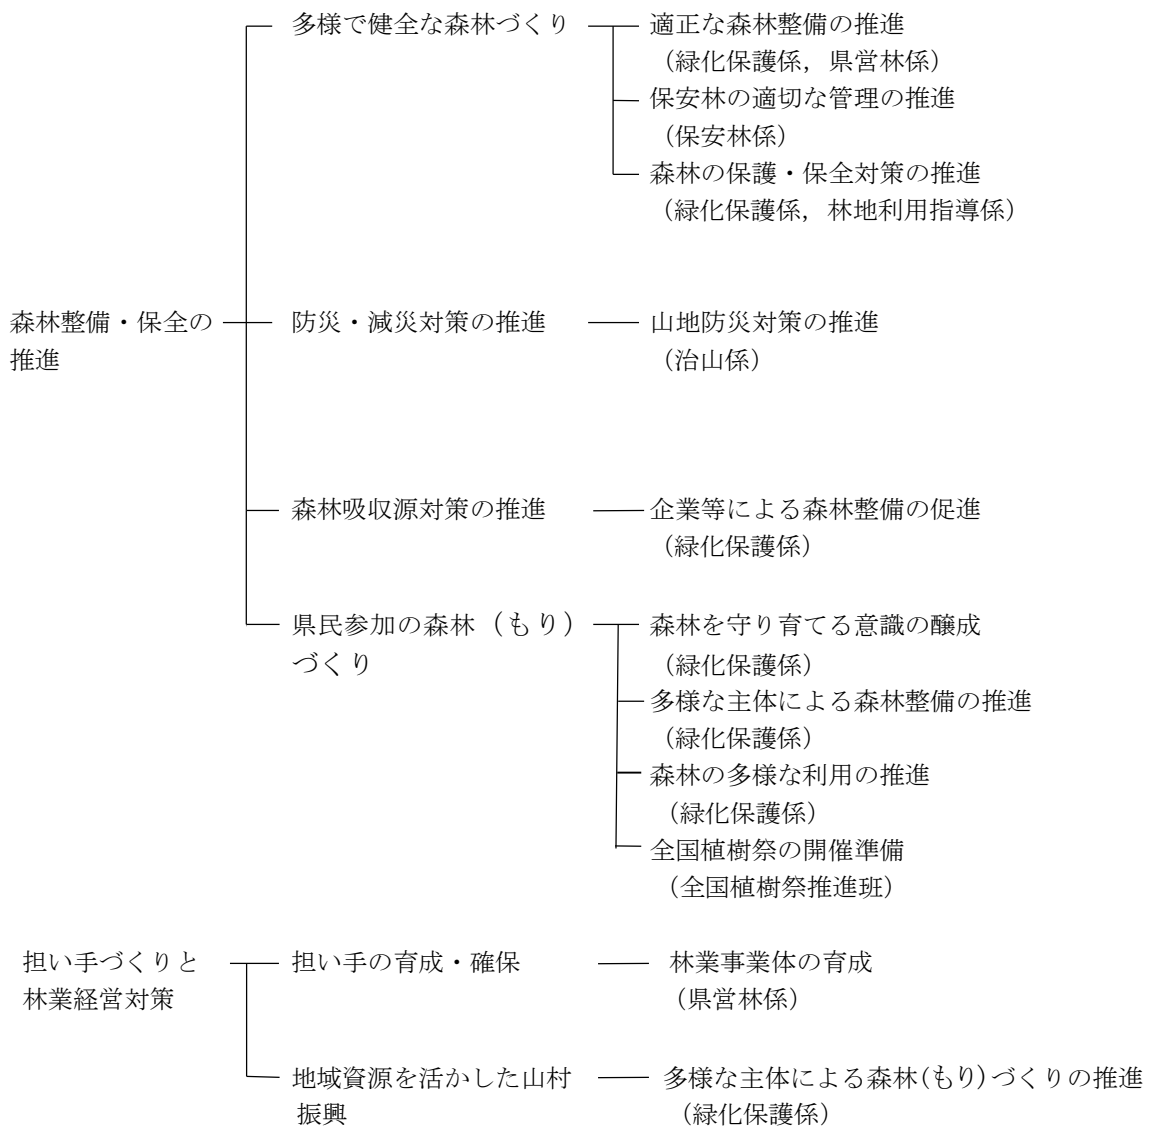 多様で健全な森林づくり
適正な森林整備の推進
（緑化保護係，県営林係）
保安林の適切な管理の推進
（保安林係）
森林の保護・保全対策の推進
（緑化保護係，林地利用指導係）
森林整備・保全の
推進
防災・減災対策の推進
山地防災対策の推進
（治山係）
森林吸収源対策の推進
企業等による森林整備の促進
（緑化保護係）
県民参加の森林（もり）
づくり
森林を守り育てる意識の醸成
（緑化保護係）
多様な主体による森林整備の推進
（緑化保護係）
森林の多様な利用の推進
（緑化保護係）
全国植樹祭の開催準備
（全国植樹祭推進班）
担い手づくりと
林業経営対策
担い手の育成・確保
林業事業体の育成
（県営林係）
地域資源を活かした山村
振興
多様な主体による森林(もり)づくりの推進
（緑化保護係）